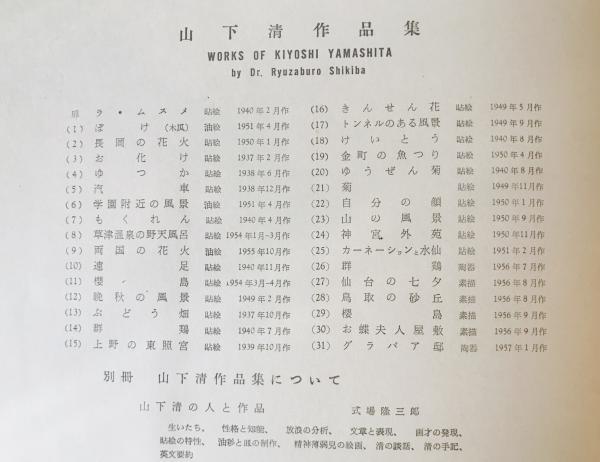 山下清作品集
WORKS OF KIYOSHI YAMASHITA
by Dr. Ryuzaburo Shikiba
扉 ラ・ムスメ 貼絵 1940年2月作
(1) ぼけ(木瓜) 油絵 1951年4月作
(2) 長岡の花火 貼絵 1950年1月作
(3) お化け 貼絵 1937年2月作
(4) ゆつか 貼絵 1938年6月作
(5) 汽車 貼絵 1938年12月作
(6) 学園附近の風景 油絵 1951年4月作
(7) もくれん 貼絵 1940年4月作
(8) 草津温泉の野天風呂 貼絵 1954年1月-3月作
(9) 両国の花火 油絵 1955年10月作
(10) 遠足 貼絵 1940年11月作
(11) 櫻島 貼絵 1954年3月-4月作
(12) 晩秋の風景 貼絵 1949年2月作
(13) ぶどう畑 貼絵 1937年10月作
(14) 群鶏 貼絵 1940年7月作
(15) 上野の東照宮 貼絵 1939年10月作
(16) きんせん花 貼絵 1949年5月作
(17) トンネルのある風景 貼絵 1949年9月作
(18) けいとう 貼絵 1940年8月作
(19) 金町の魚つり 貼絵 1950年4月作
(20) ゆうぜん菊 貼絵 1940年8月作
(21) 菊 貼絵 1949年11月作
(22) 自分の顔 貼絵 1950年1月作
(23) 山の風景 貼絵 1950年9月作
(24) 神宮外苑 貼絵 1950年11月作
(25) カーネーションと水仙 貼絵 1951年2月作
(26) 群鶏 陶器 1956年7月作
(27) 仙台の七夕 素描 1956年8月作
(28) 鳥取の砂丘 素描 1956年8月作
(29) 櫻島 素描 1956年9月作
(30) お蝶夫人屋敷 素描 1956年9月作
(31) グラバア邸 陶器 1957年1月作
別冊 山下清作品集について
山下清の人と作品 式場隆三郎
生いたち、 性格と知能、 放浪の分析、 文章と表現、 画才の発現、
貼絵の特性、 油彩と皿の制作、 精神薄弱児の絵画、 清の談話、 清の手記、
英文要約